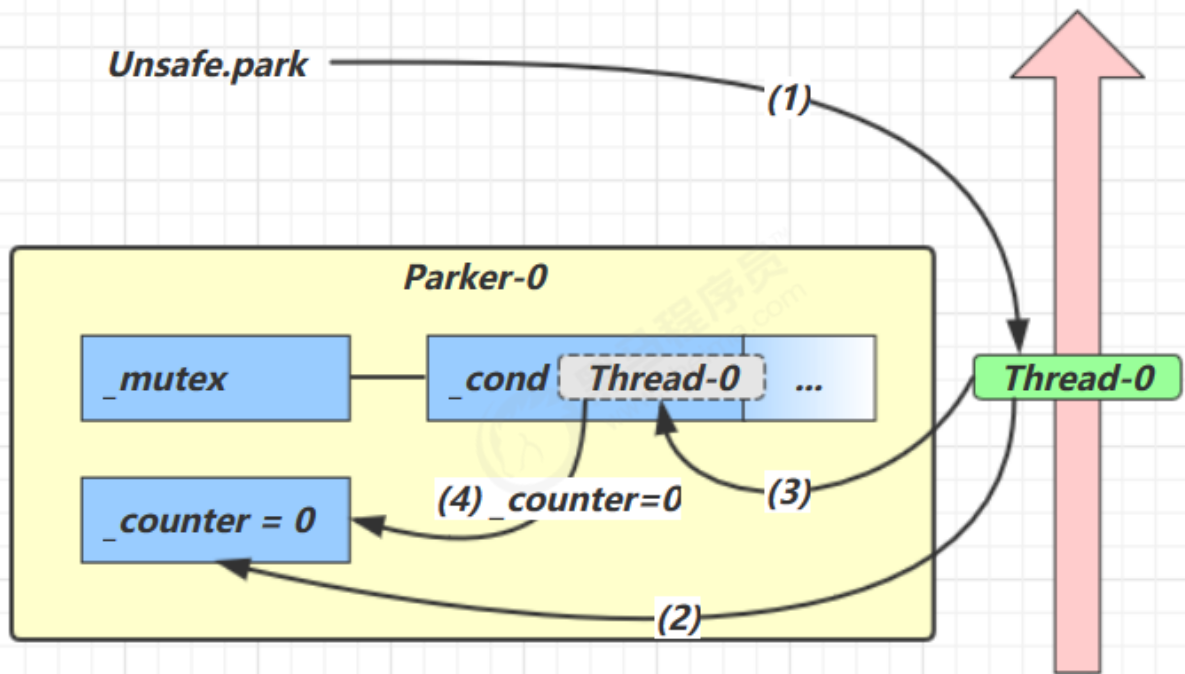 Unsafe.park
(1)
Parker-0
_mutex
_cond
Thread-0
...
Thread-0
(4) _counter=0
(3)
_counter = 0
(2)